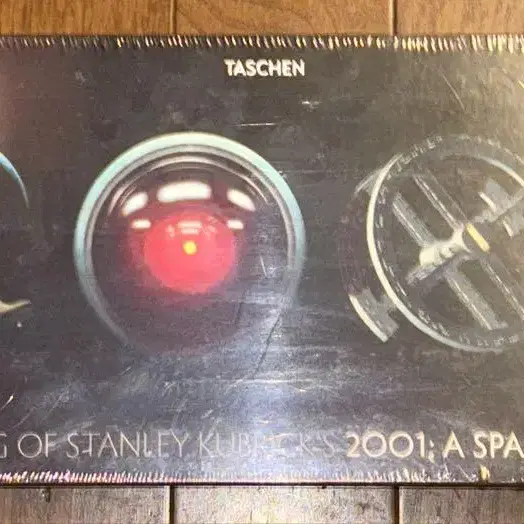 TASCHEN
G OF STANLEY KUBRICK'S 2001: A SPA